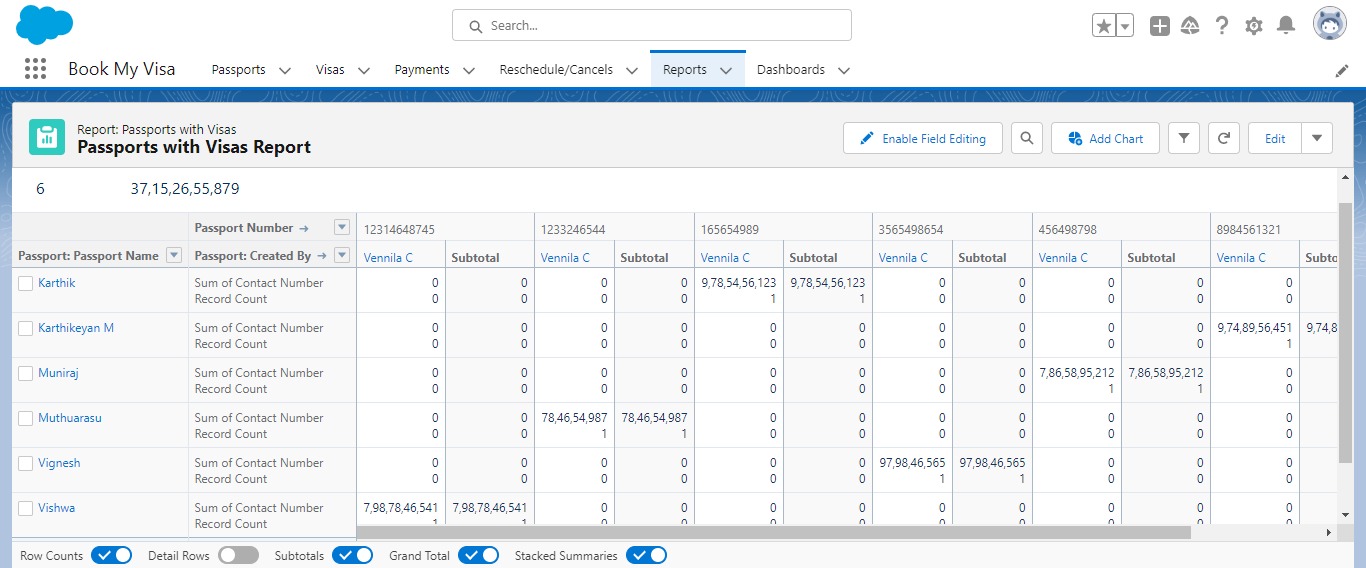 Search...
Book My Visa Passports Visas Payments Reschedule/Cancels Reports Dashboards
Report: Passports with Visas
Passports with Visas Report
Enable Field Editing Add Chart Edit
6 37,15,26,55,879
Passport Number → 12314648745 1233246544 165654989 3565498654 456498798 8984561321
Passport: Passport Name Passport: Created By → Vennila C Subtotal Vennila C Subtotal Vennila C Subtotal Vennila C Subtotal Vennila C Subtotal Vennila C Subto
Karthik Sum of Contact Number 0 0 0 0 9,78,54,56,123 9,78,54,56,123 0 0 0 0 0
Record Count 0 0 0 0 1 1 0 0 0 0 0
Karthikeyan M Sum of Contact Number 0 0 0 0 0 0 0 0 0 0 9,74,89,56,451 9,74,8
Record Count 0 0 0 0 0 0 0 0 0 0 1
Muniraj Sum of Contact Number 0 0 0 0 0 0 0 0 7,86,58,95,212 7,86,58,95,212 0
Record Count 0 0 0 0 0 0 0 0 1 1 0
Muthuarasu Sum of Contact Number 0 0 78,46,54,987 78,46,54,987 0 0 0 0 0 0 0
Record Count 0 0 1 1 0 0 0 0 0 0 0
Vignesh Sum of Contact Number 0 0 0 0 0 0 97,98,46,565 97,98,46,565 0 0 0
Record Count 0 0 0 0 0 0 1 1 0 0 0
Vishwa Sum of Contact Number 7,98,78,46,541 7,98,78,46,541 0 0 0 0 0 0 0 0 0
Record Count 1 1 0 0 0 0 0 0 0 0 0
Row Counts Detail Rows Subtotals Grand Total Stacked Summaries